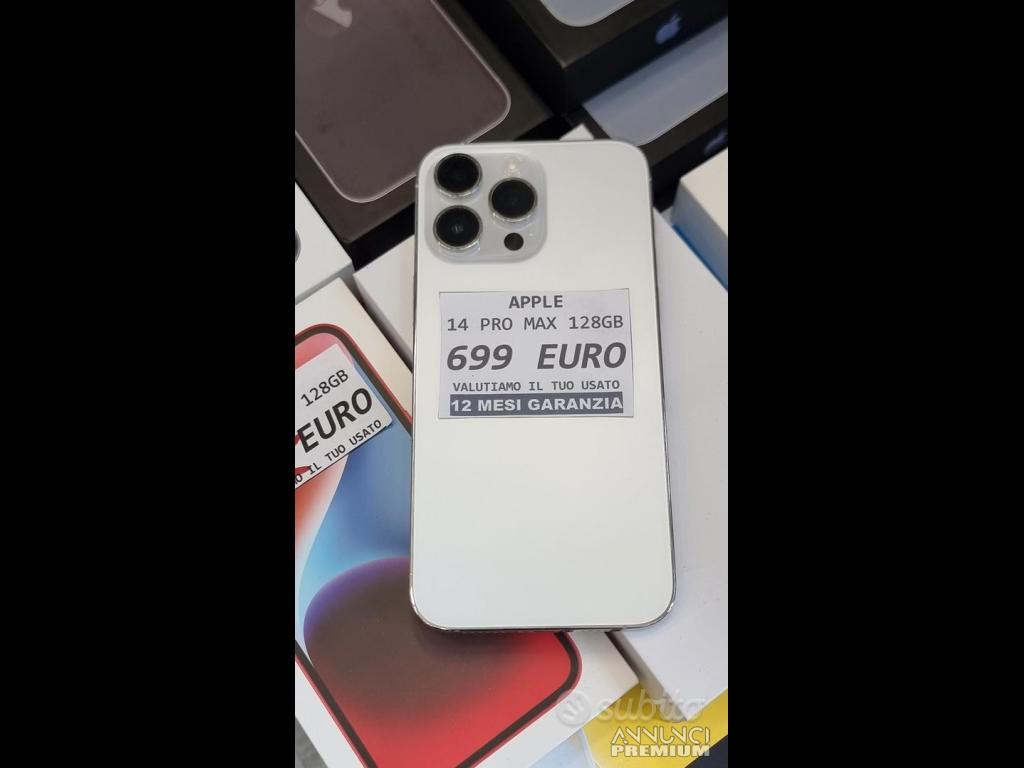 APPLE
14 PRO MAX 128GB
699 EURO
VALUTIAMO IL TUO USATO
12 MESI GARANZIA
128GB
EURO
IL TUO USATO
subito
ANNUNCI
PREMIUM